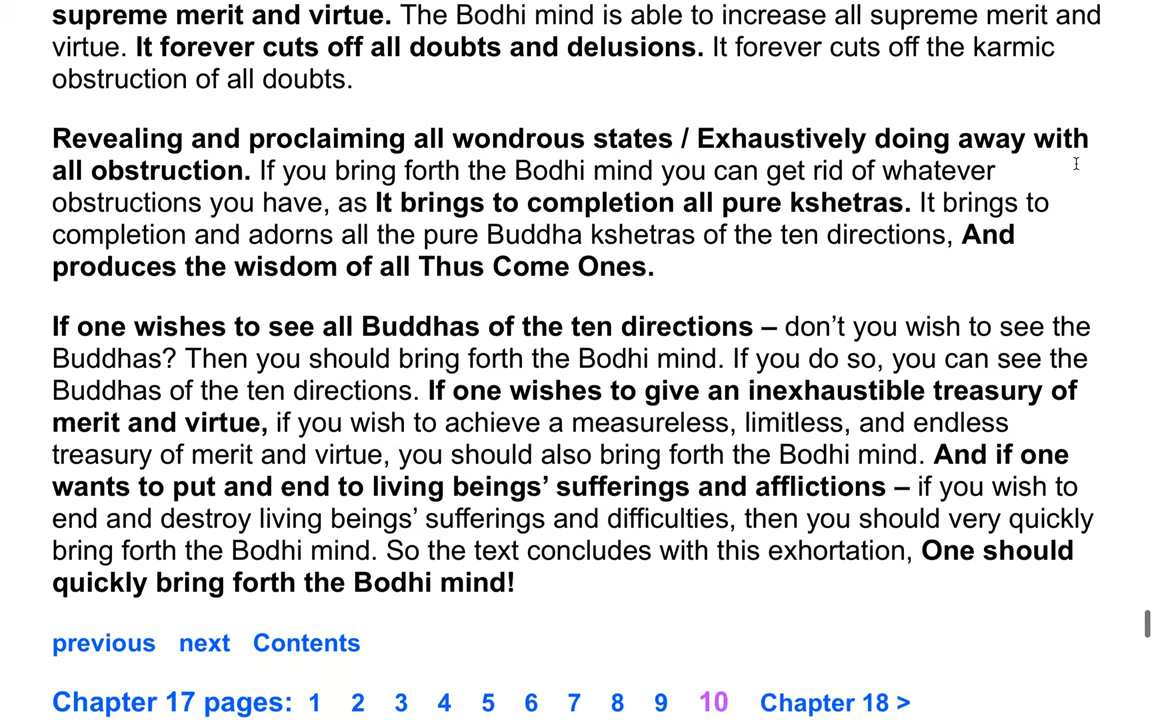 supreme merit and virtue. The Bodhi mind is able to increase all supreme merit and
virtue. It forever cuts off all doubts and delusions. It forever cuts off the karmic
obstruction of all doubts.
Revealing and proclaiming all wondrous states / Exhaustively doing away with
all obstruction. If you bring forth the Bodhi mind you can get rid of whatever
obstructions you have, as It brings to completion all pure kshetras. It brings to
completion and adorns all the pure Buddha kshetras of the ten directions, And
produces the wisdom of all Thus Come Ones.
If one wishes to see all Buddhas of the ten directions – don’t you wish to see the
Buddhas? Then you should bring forth the Bodhi mind. If you do so, you can see the
Buddhas of the ten directions. If one wishes to give an inexhaustible treasury of
merit and virtue, if you wish to achieve a measureless, limitless, and endless
treasury of merit and virtue, you should also bring forth the Bodhi mind. And if one
wants to put and end to living beings’ sufferings and afflictions – if you wish to
end and destroy living beings’ sufferings and difficulties, then you should very quickly
bring forth the Bodhi mind. So the text concludes with this exhortation, One should
quickly bring forth the Bodhi mind!
previous next Contents
Chapter 17 pages: 1 2 3 4 5 6 7 8 9 10 Chapter 18 >